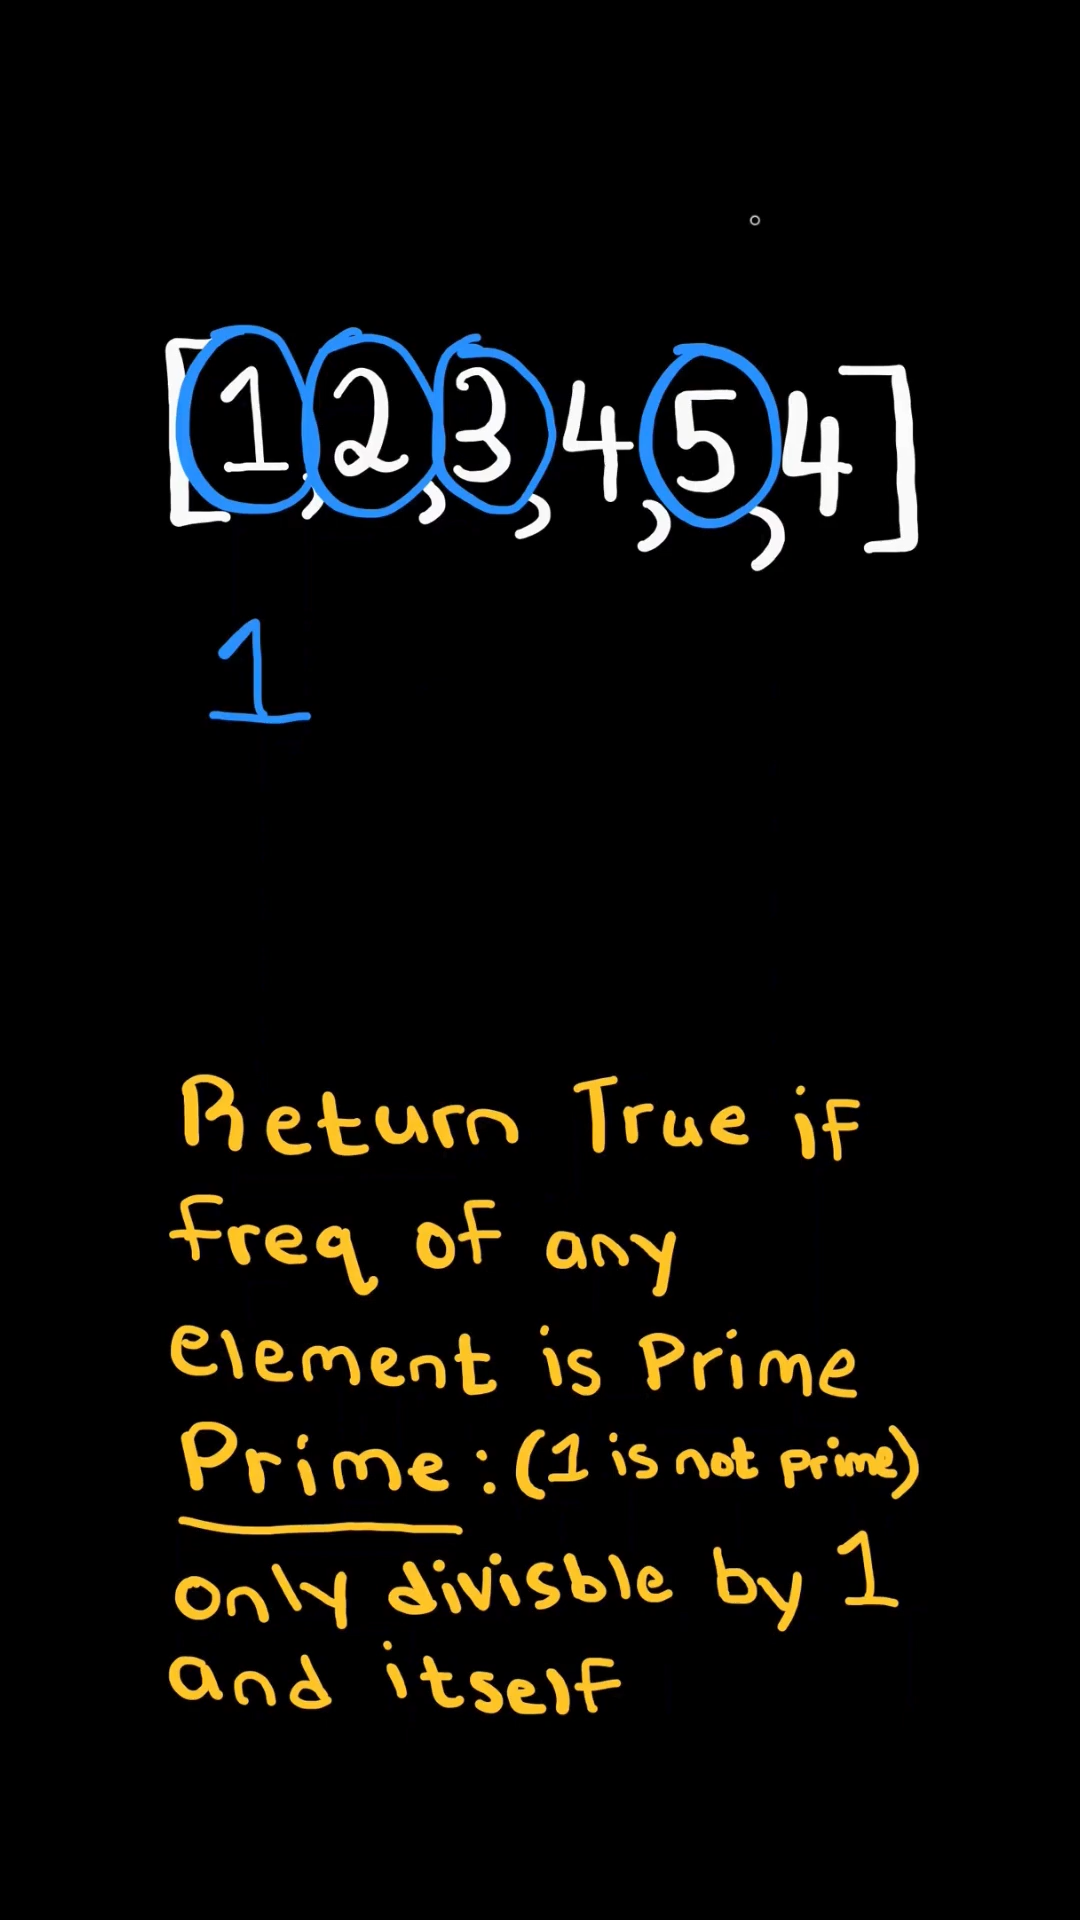 [1,2,3,4,5,4]
1
Return True if
freq of any
element is Prime
Prime: (1 is not prime)
only divisble by 1
and itself